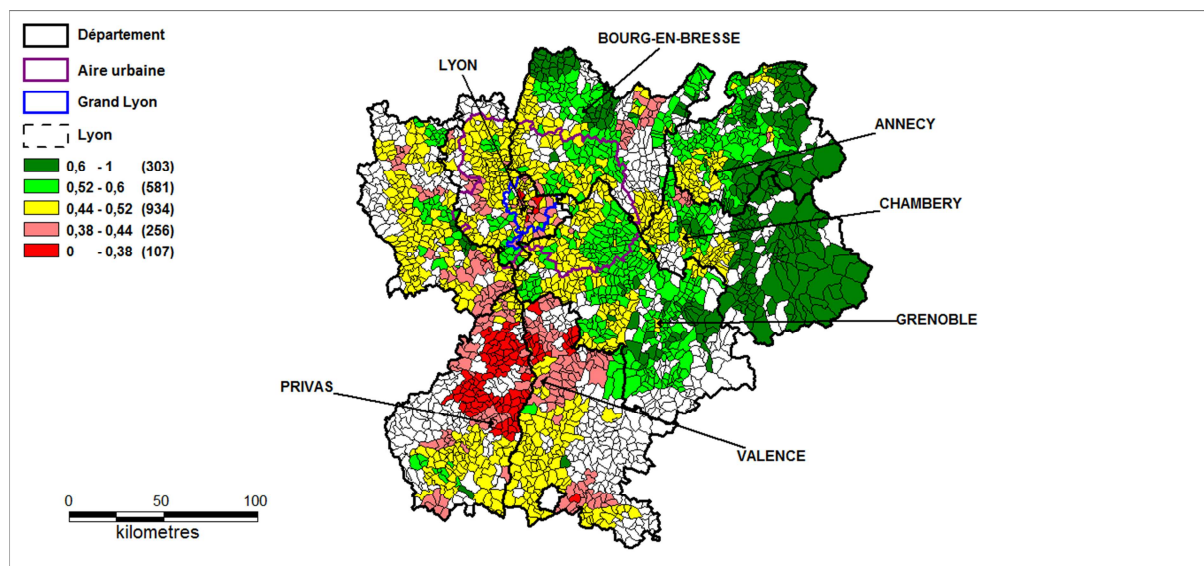 Département
Aire urbaine
Grand Lyon
Lyon
0,6 - 1 (303)
0,52 - 0,6 (581)
0,44 - 0,52 (934)
0,38 - 0,44 (256)
0 - 0,38 (107)
BOURG-EN-BRESSE
LYON
ANNECY
CHAMBERY
GRENOBLE
PRIVAS
VALENCE
0 50 100
kilometres